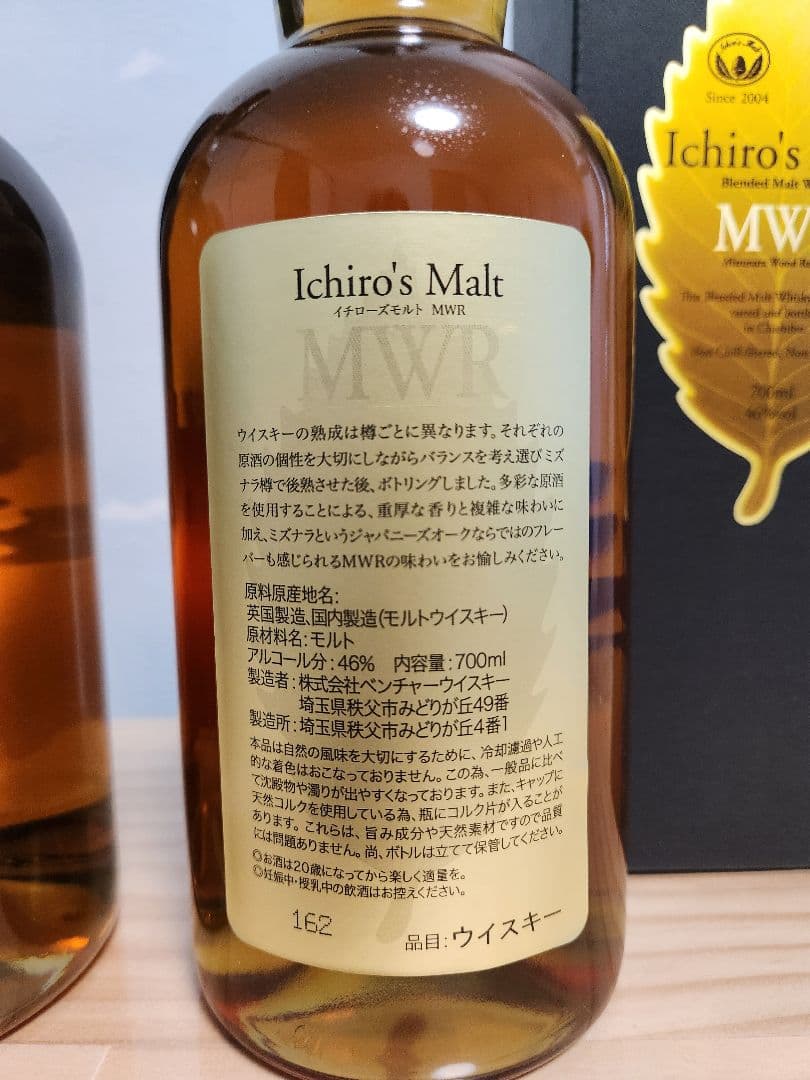 Ichiro's Malt
イチローズモルト MWR
MWR
ウイスキーの熟成は樽ごとに異なります。それぞれの
原酒の個性を大切にしながらバランスを考え選びミズ
ナラ樽で後熟させた後、ボトリングしました。多彩な原酒
を使用することによる、重厚な香りと複雑な味わいに
加え、ミズナラというジャパニーズオークならではのフレー
バーも感じられるMWRの味わいをお愉しみください。
原料原産地名:
英国製造、国内製造(モルトウイスキー)
原材料名:モルト
アルコール分:46% 内容量:700ml
製造者:株式会社ベンチャーウイスキー
埼玉県秩父市みどりが丘49番
製造所:埼玉県秩父市みどりが丘4番1
本品は自然の風味を大切にするために、冷却濾過や人工
的な着色はおこなっておりません。この為、一般品に比べ
て沈殿物や濁りが出やすくなっております。また、キャップに
天然コルクを使用している為、瓶にコルク片が入ることが
あります。これらは、旨み成分や天然素材ですので品質
には問題ありません。尚、ボトルは立てて保管してください。
◎お酒は20歳になってから楽しく適量を。
◎妊娠中・授乳中の飲酒はお控えください。
162
品目:ウイスキー
Ichiro's Malt
Since 2004
Ichiro's
Blended Malt
MW
Mizunara Wood
This Blended Malt
in Chichibu
700ml
46%vol